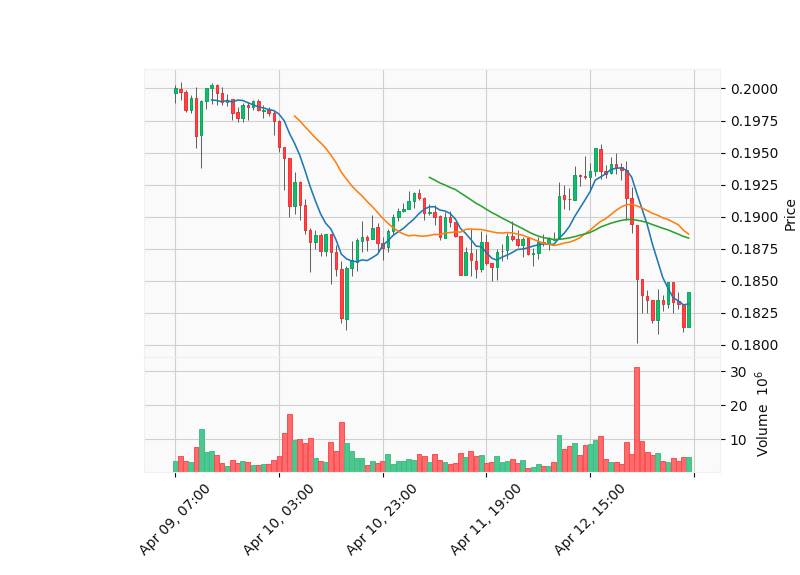 0.2000
0.1975
0.1950
0.1925
0.1900
0.1875
0.1850
0.1825
0.1800
Price
30
20
10
Volume 10⁶
Apr 09, 07:00
Apr 10, 03:00
Apr 10, 23:00
Apr 11, 19:00
Apr 12, 15:00